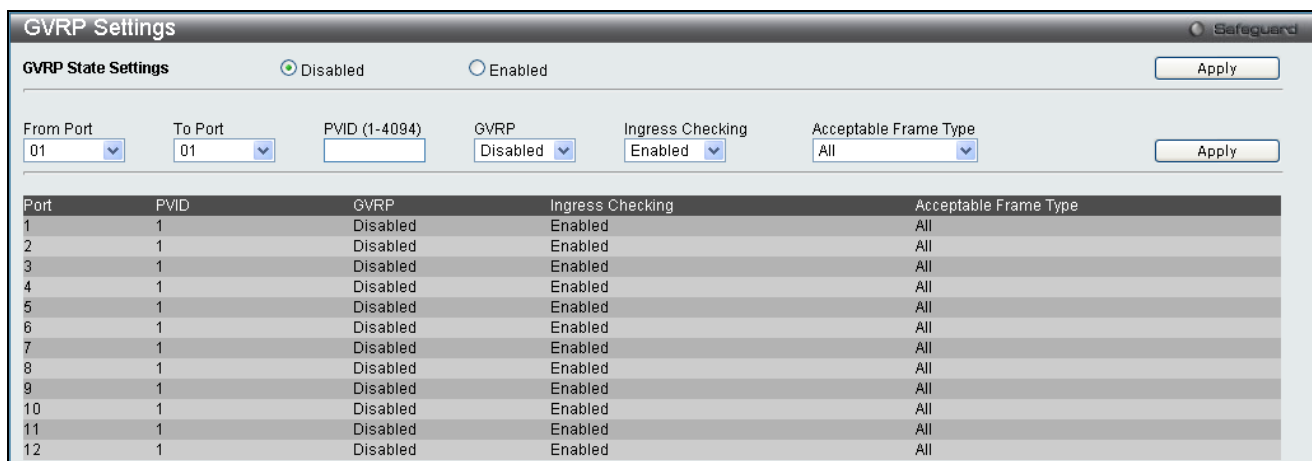 GVRP Settings Safeguard
GVRP State Settings Disabled Enabled Apply
From Port To Port PVID (1-4094) GVRP Ingress Checking Acceptable Frame Type
01 01 Disabled Enabled All Apply
Port PVID GVRP Ingress Checking Acceptable Frame Type
1 1 Disabled Enabled All
2 1 Disabled Enabled All
3 1 Disabled Enabled All
4 1 Disabled Enabled All
5 1 Disabled Enabled All
6 1 Disabled Enabled All
7 1 Disabled Enabled All
8 1 Disabled Enabled All
9 1 Disabled Enabled All
10 1 Disabled Enabled All
11 1 Disabled Enabled All
12 1 Disabled Enabled All